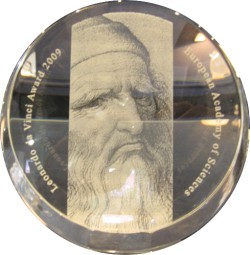 Leonardo da Vinci Award 2009
European Academy of Sciences